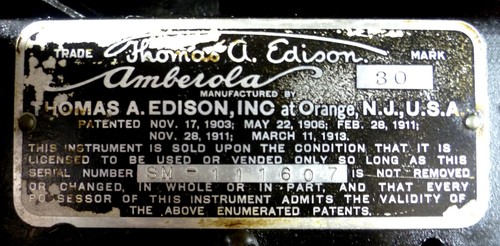 TRADE Thomas A. Edison MARK
Amberola 30
MANUFACTURED BY
THOMAS A. EDISON, INC at Orange, N.J., U.S.A.
PATENTED NOV. 17, 1903; MAY 22, 1906; FEB. 28, 1911;
NOV. 28, 1911; MARCH 11, 1913.
THIS INSTRUMENT IS SOLD UPON THE CONDITION THAT IT IS
LICENSED TO BE USED OR VENDED ONLY SO LONG AS THIS
SERIAL NUMBER SM-111607 IS NOT REMOVED
OR CHANGED, IN WHOLE OR IN PART, AND THAT EVERY
PO SESSOR OF THIS INSTRUMENT ADMITS THE VALIDITY OF
THE ABOVE ENUMERATED PATENTS.